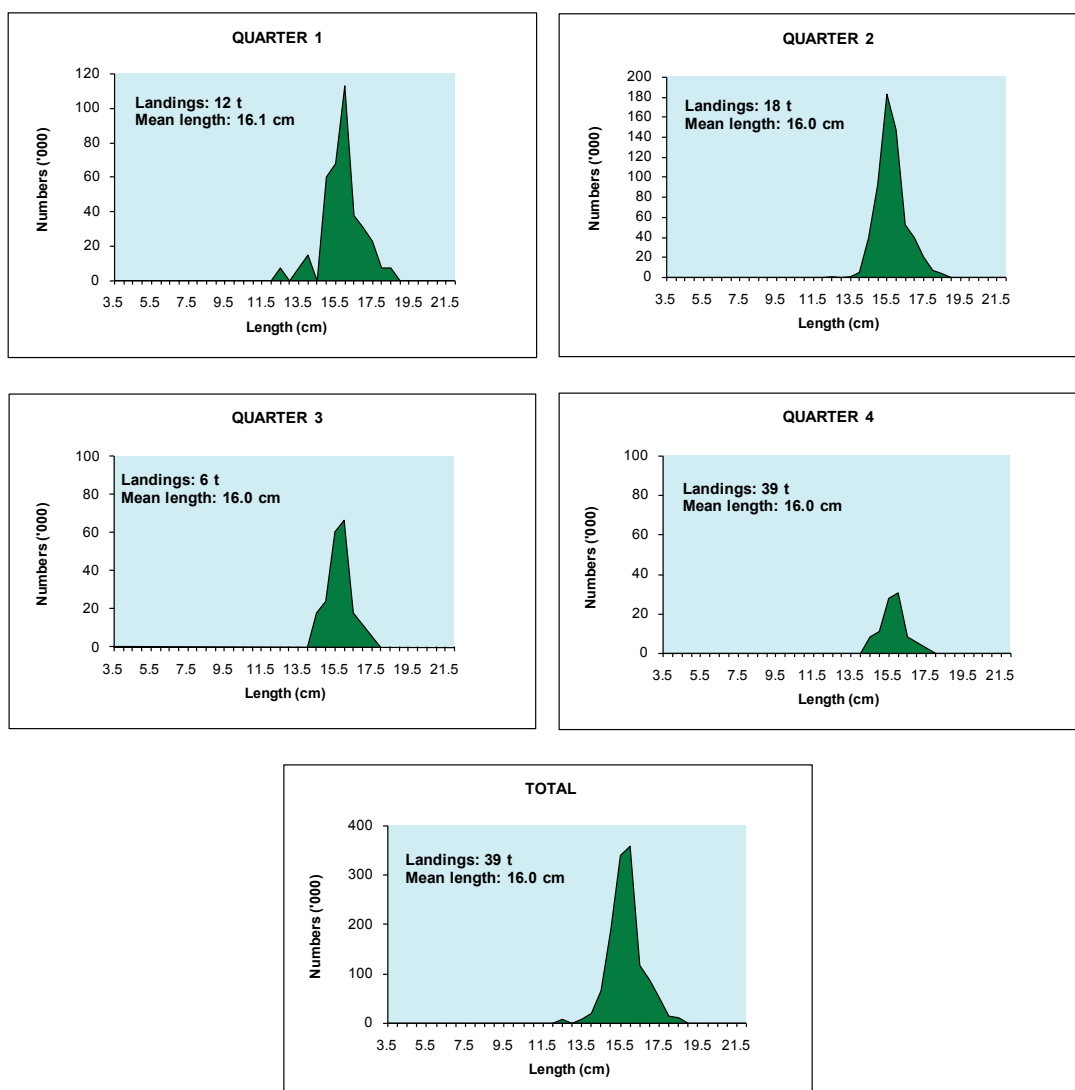 QUARTER 1
Numbers ('000)
120
100
80
60
40
20
0
Landings: 12 t
Mean length: 16.1 cm
3.5 5.5 7.5 9.5 11.5 13.5 15.5 17.5 19.5 21.5
Length (cm)
QUARTER 2
Numbers ('000)
200
180
160
140
120
100
80
60
40
20
0
Landings: 18 t
Mean length: 16.0 cm
3.5 5.5 7.5 9.5 11.5 13.5 15.5 17.5 19.5 21.5
Length (cm)
QUARTER 3
Numbers ('000)
100
80
60
40
20
0
Landings: 6 t
Mean length: 16.0 cm
3.5 5.5 7.5 9.5 11.5 13.5 15.5 17.5 19.5 21.5
Length (cm)
QUARTER 4
Numbers ('000)
100
80
60
40
20
0
Landings: 39 t
Mean length: 16.0 cm
3.5 5.5 7.5 9.5 11.5 13.5 15.5 17.5 19.5 21.5
Length (cm)
TOTAL
Numbers ('000)
400
300
200
100
0
Landings: 39 t
Mean length: 16.0 cm
3.5 5.5 7.5 9.5 11.5 13.5 15.5 17.5 19.5 21.5
Length (cm)